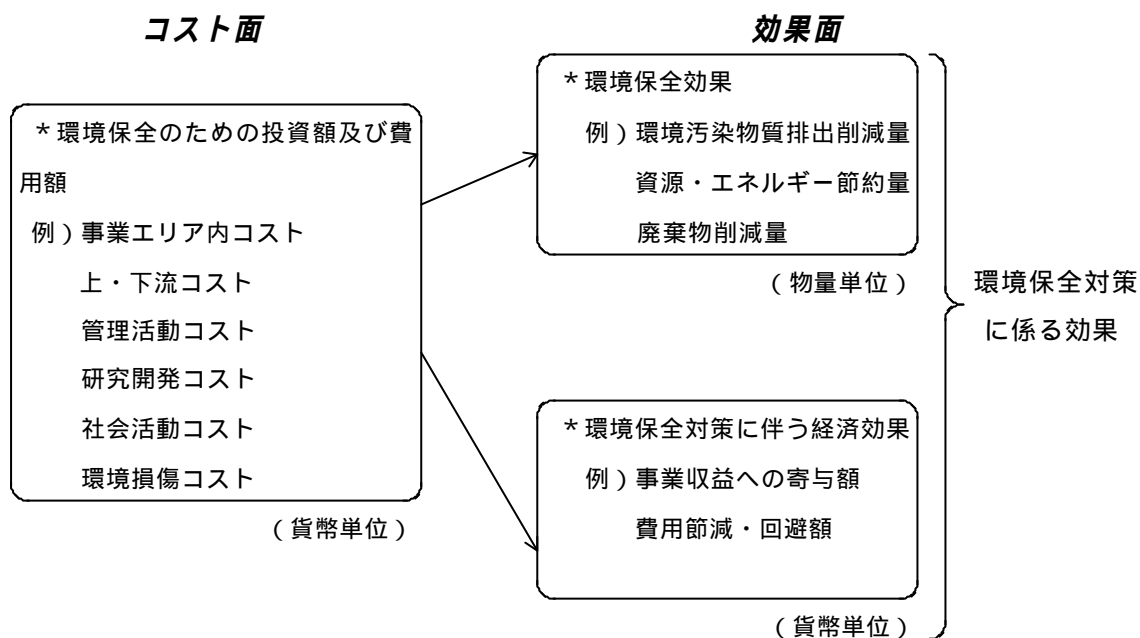 コスト面
効果面
*環境保全のための投資額及び費
用額
例）事業エリア内コスト
上・下流コスト
管理活動コスト
研究開発コスト
社会活動コスト
環境損傷コスト
（貨幣単位）
*環境保全効果
例）環境汚染物質排出削減量
資源・エネルギー節約量
廃棄物削減量
（物量単位）
*環境保全対策に伴う経済効果
例）事業収益への寄与額
費用節減・回避額
（貨幣単位）
環境保全対策
に係る効果